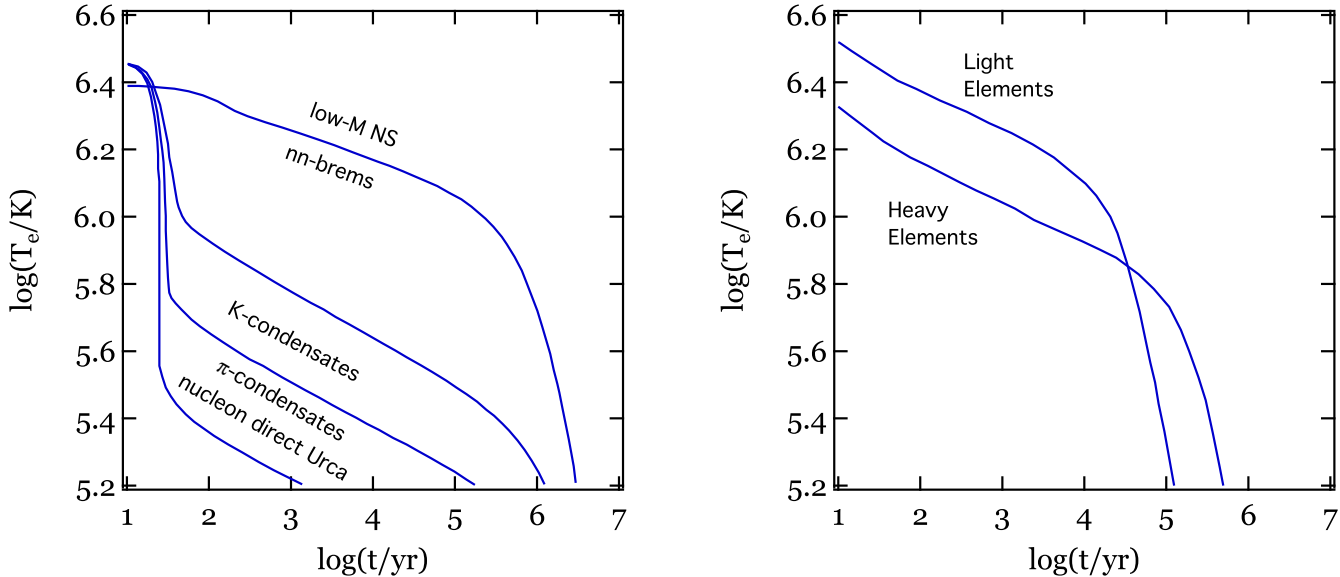 6.6
6.4
6.2
6.0
5.8
5.6
5.4
5.2
log(Te/K)
1 2 3 4 5 6 7
log(t/yr)
low-M NS
nn-brems
K-condensates
π-condensates
nucleon direct Urca
6.6
6.4
6.2
6.0
5.8
5.6
5.4
5.2
log(Te/K)
1 2 3 4 5 6 7
log(t/yr)
Light
Elements
Heavy
Elements